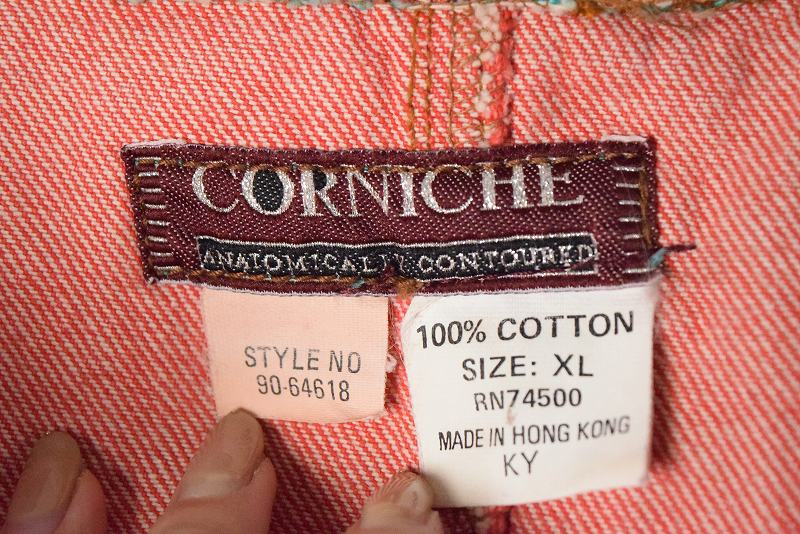 CORNICHE
ANATOMICALLY CONTOURED
STYLE NO
90-64618
100% COTTON
SIZE: XL
RN74500
MADE IN HONG KONG
KY